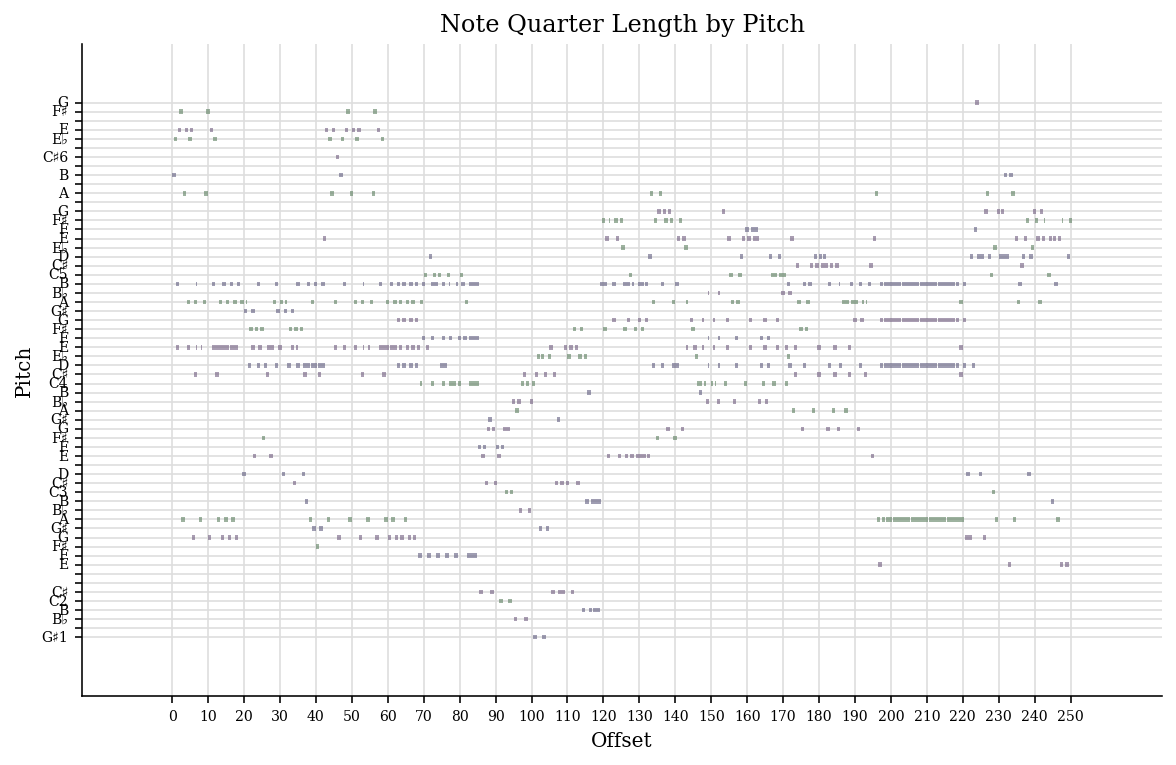 Note Quarter Length by Pitch
Pitch
G
F♯
E
E♭
C♯6
B
A
G
F♯
F
E
E♭
D
C♯
C5
B
B♭
A
G♯
G
F♯
F
E
E♭
D
C♯
C4
B
B♭
A
G♯
G
F♯
F
E
D
C♯
C3
B
B♭
A
G♯
G
F♯
F
E
C♯
C2
B
B♭
G♯1
0 10 20 30 40 50 60 70 80 90 100 110 120 130 140 150 160 170 180 190 200 210 220 230 240 250
Offset